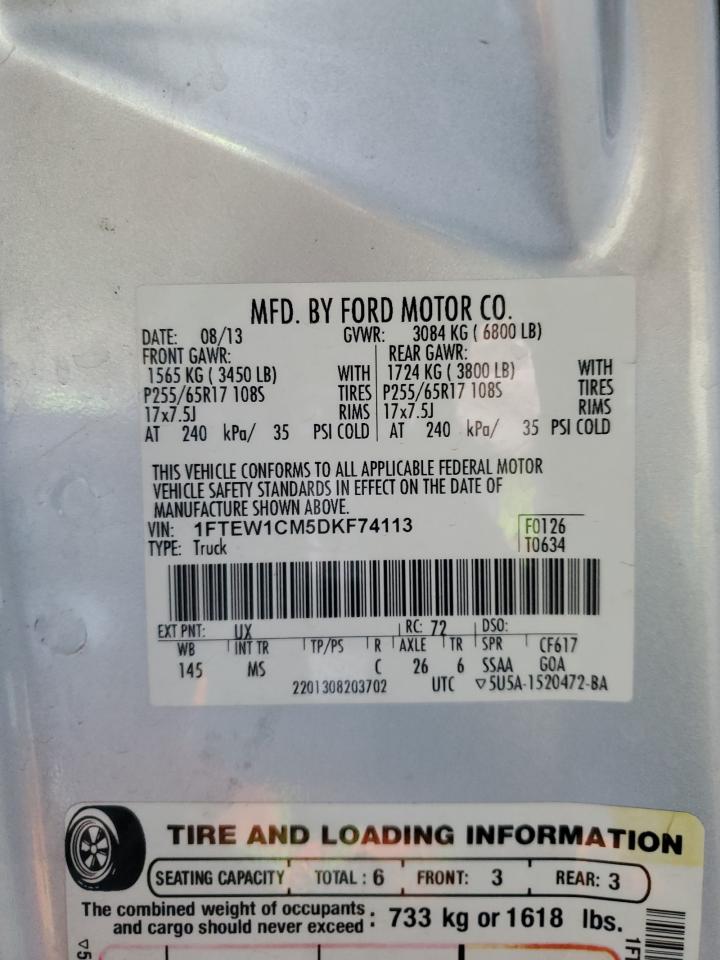 MFD. BY FORD MOTOR CO.
DATE: 08/13 GVWR: 3084 KG ( 6800 LB)
FRONT GAWR: REAR GAWR:
1565 KG ( 3450 LB) WITH 1724 KG ( 3800 LB) WITH
P255/65R17 108S TIRES P255/65R17 108S TIRES
17x7.5J RIMS 17x7.5J RIMS
AT 240 kPa/ 35 PSI COLD AT 240 kPa/ 35 PSI COLD
THIS VEHICLE CONFORMS TO ALL APPLICABLE FEDERAL MOTOR
VEHICLE SAFETY STANDARDS IN EFFECT ON THE DATE OF
MANUFACTURE SHOWN ABOVE.
VIN: 1FTEW1CM5DKF74113 F0126
TYPE: Truck T0634
EXT PNT: UX RC: 72 DSO:
WB INT TR TP/PS R AXLE TR SPR CF617
145 MS C 26 6 SSAA GOA
2201308203702 UTC ▽5U5A-1520472-BA
TIRE AND LOADING INFORMATION
SEATING CAPACITY TOTAL : 6 FRONT: 3 REAR: 3
The combined weight of occupants
and cargo should never exceed : 733 kg or 1618 lbs.
▽5
1F